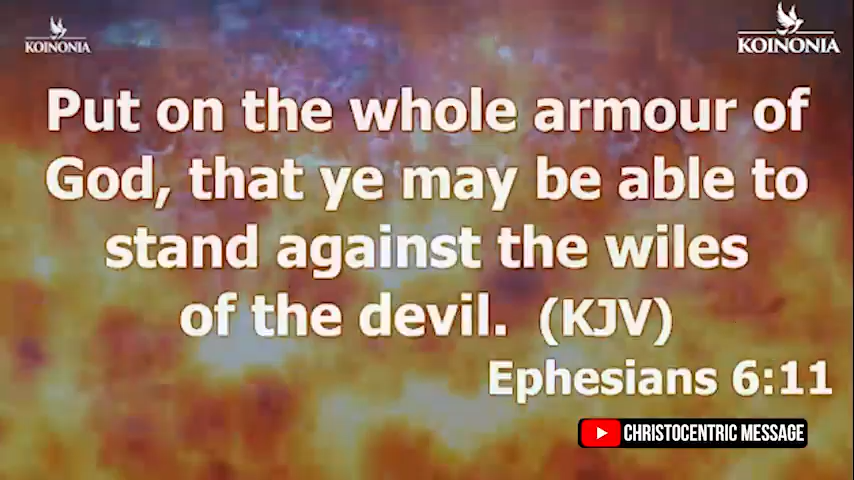 KOINONIA
KOINONIA
Put on the whole armour of
God, that ye may be able to
stand against the wiles
of the devil. (KJV)
Ephesians 6:11
CHRISTOCENTRIC MESSAGE